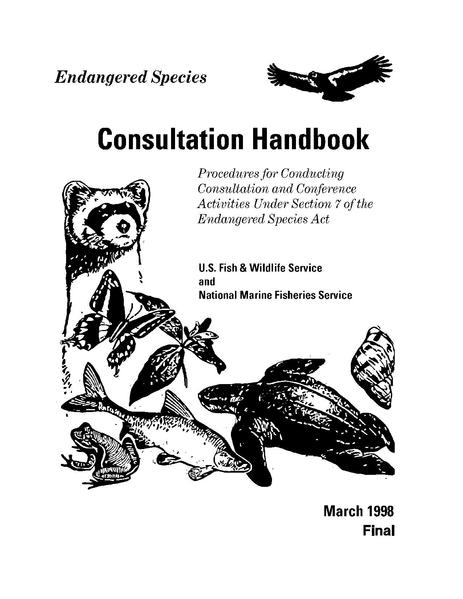 Endangered Species
Consultation Handbook
Procedures for Conducting
Consultation and Conference
Activities Under Section 7 of the
Endangered Species Act
U.S. Fish & Wildlife Service
and
National Marine Fisheries Service
March 1998
Final